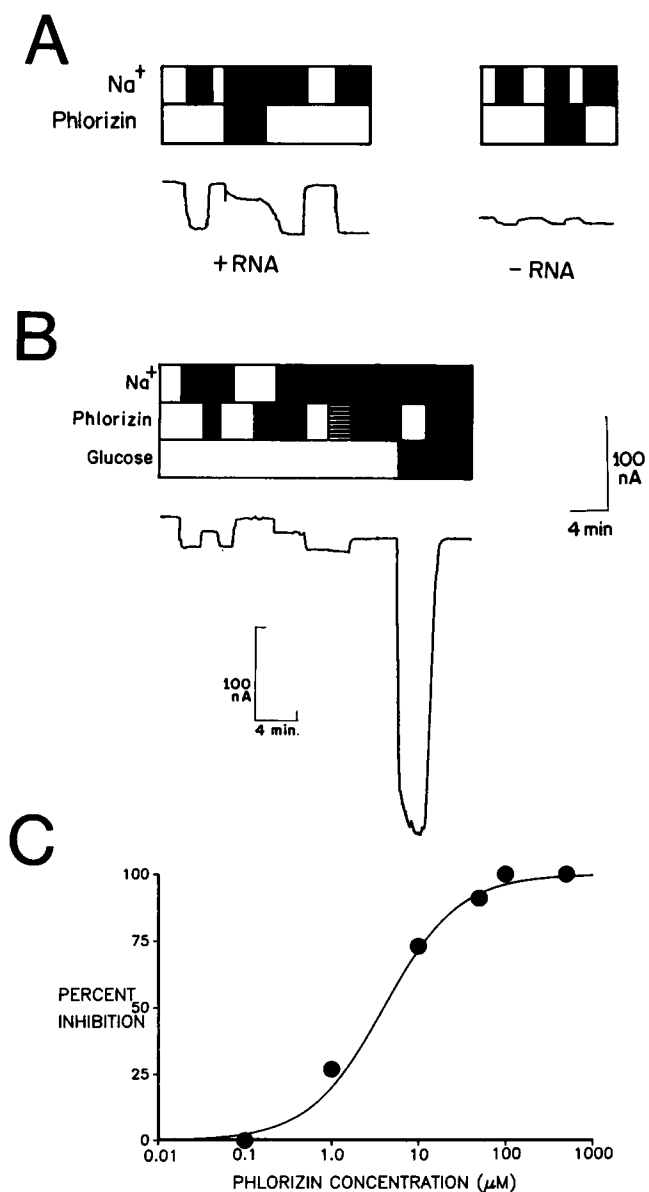 A
Na+
Phlorizin
+ RNA
- RNA
B
Na+
Phlorizin
Glucose
100
nA
4 min
100
nA
4 min.
C
100
75
PERCENT
50
INHIBITION
25
0
0.01
0.1
1.0
10
100
1000
PHLORIZIN CONCENTRATION (µM)